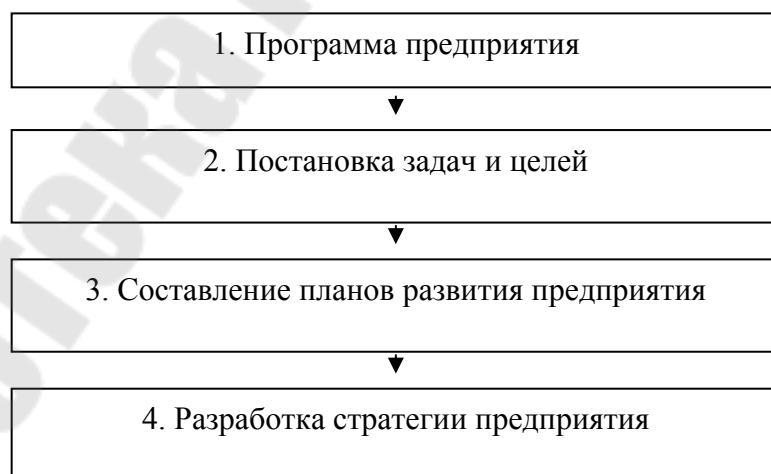 1. Программа предприятия
2. Постановка задач и целей
3. Составление планов развития предприятия
4. Разработка стратегии предприятия